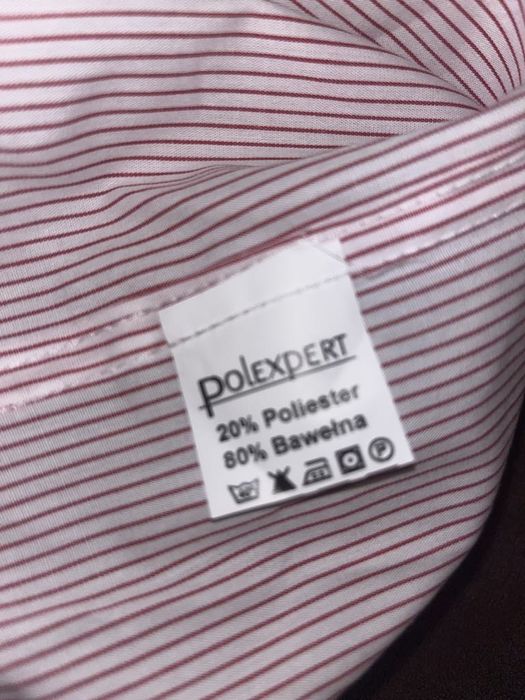 polEXpERT
20% Poliester
80% Bawełna